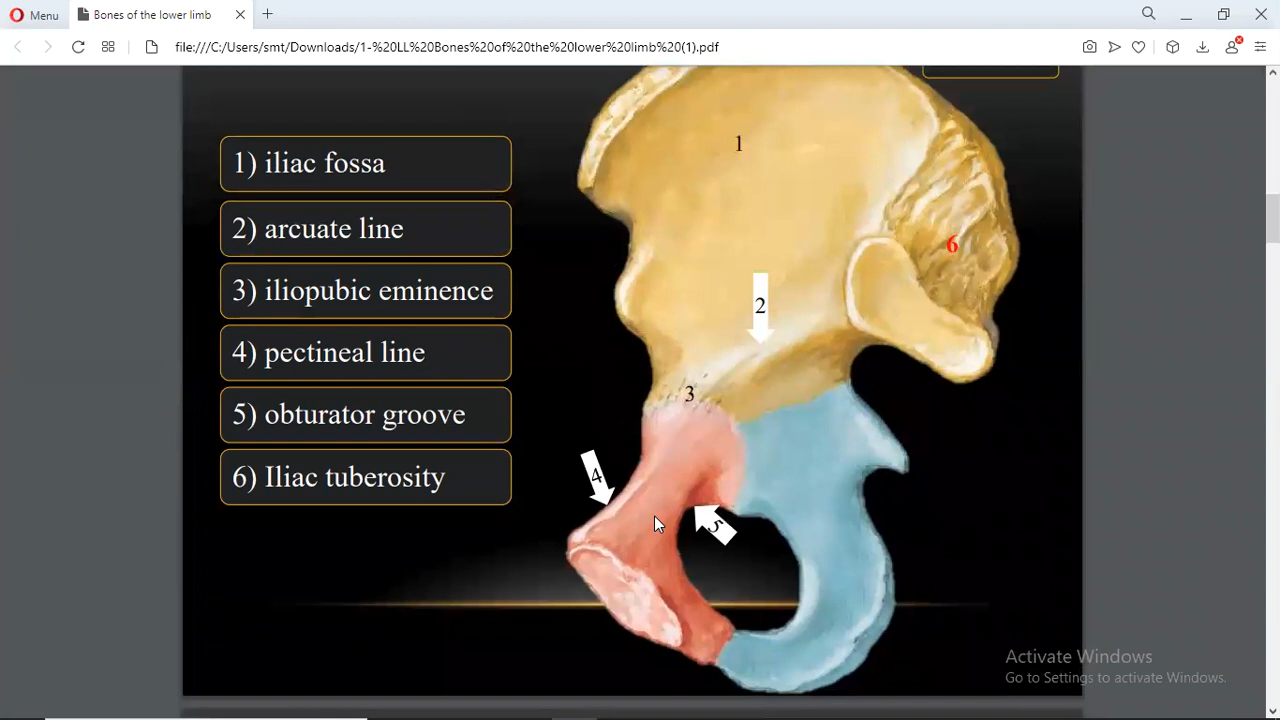 Menu
Bones of the lower limb
file:///C:/Users/smt/Downloads/1-%20LL%20Bones%20of%20the%20lower%20limb%20(1).pdf
1) iliac fossa
2) arcuate line
3) iliopubic eminence
4) pectineal line
5) obturator groove
6) Iliac tuberosity
1
6
2
3
4
5
Activate Windows
Go to Settings to activate Windows.